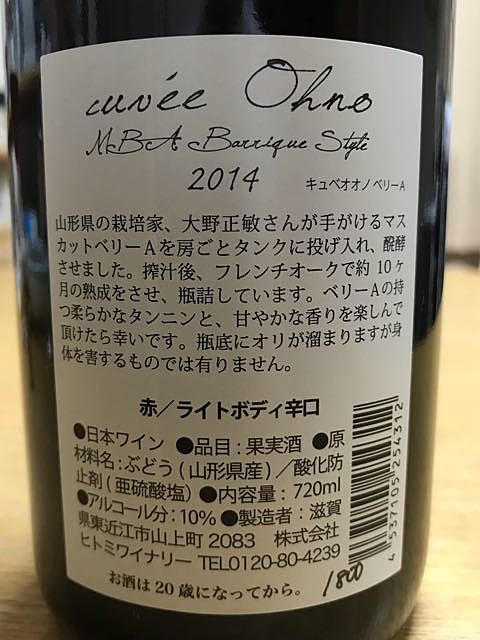 cuvée Ohno
MBA Barrique Style
2014 キュベオオノ ベリーA
山形県の栽培家、大野正敏さんが手がけるマス
カットベリーAを房ごとタンクに投げ入れ、醗酵
させました。搾汁後、フレンチオークで約 10ヶ
月の熟成をさせ、瓶詰しています。ベリーAの持
つ柔らかなタンニンと、甘やかな香りを楽しんで
頂けたら幸いです。瓶底にオリが溜まりますが身
体を害するものでは有りません。
赤／ライトボディ辛口
●日本ワイン ●品目：果実酒 ●原
材料名：ぶどう(山形県産)／酸化防
止剤(亜硫酸塩) ●内容量：720ml
●アルコール分：10% ●製造者：滋賀
県東近江市山上町2083 株式会社
ヒトミワイナリー TEL0120-80-4239
お酒は20歳になってから。
1800
4 537105 254312